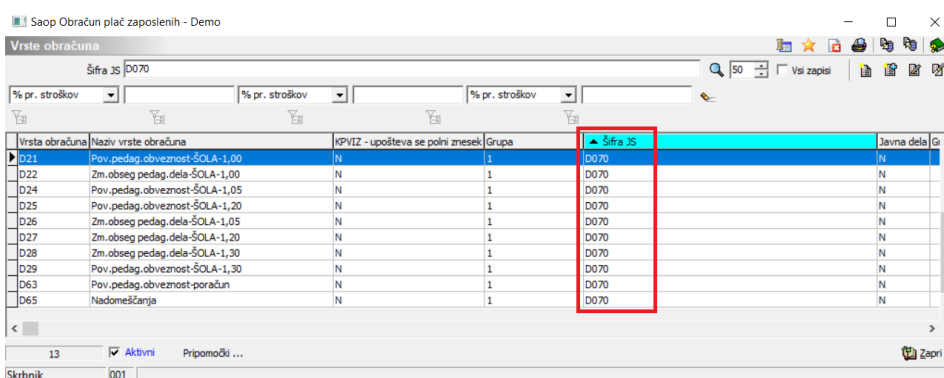 Saop Obračun plač zaposlenih - Demo
Vrste obračuna
Šifra JS D070 50 Vsi zapisi
% pr. stroškov % pr. stroškov % pr. stroškov
Vrsta obračuna Naziv vrste obračuna KPVIZ - upošteva se polni znesek Grupa Šifra JS Javna dela Gr
D21 Pov.pedag.obveznost-ŠOLA-1,00 N 1 D070 N
D22 Zm.obseg pedag.dela-ŠOLA-1,00 N 1 D070 N
D24 Pov.pedag.obveznost-ŠOLA-1,05 N 1 D070 N
D25 Pov.pedag.obveznost-ŠOLA-1,20 N 1 D070 N
D26 Zm.obseg pedag.dela-ŠOLA-1,05 N 1 D070 N
D27 Zm.obseg pedag.dela-ŠOLA-1,20 N 1 D070 N
D28 Zm.obseg pedag.dela-ŠOLA-1,30 N 1 D070 N
D29 Pov.pedag.obveznost-ŠOLA-1,30 N 1 D070 N
D63 Pov.pedag.obveznost-poračun N 1 D070 N
D65 Nadomeščanja N 1 D070 N
13 Aktivni Pripomočki ... Zapri
Skrbnik 001